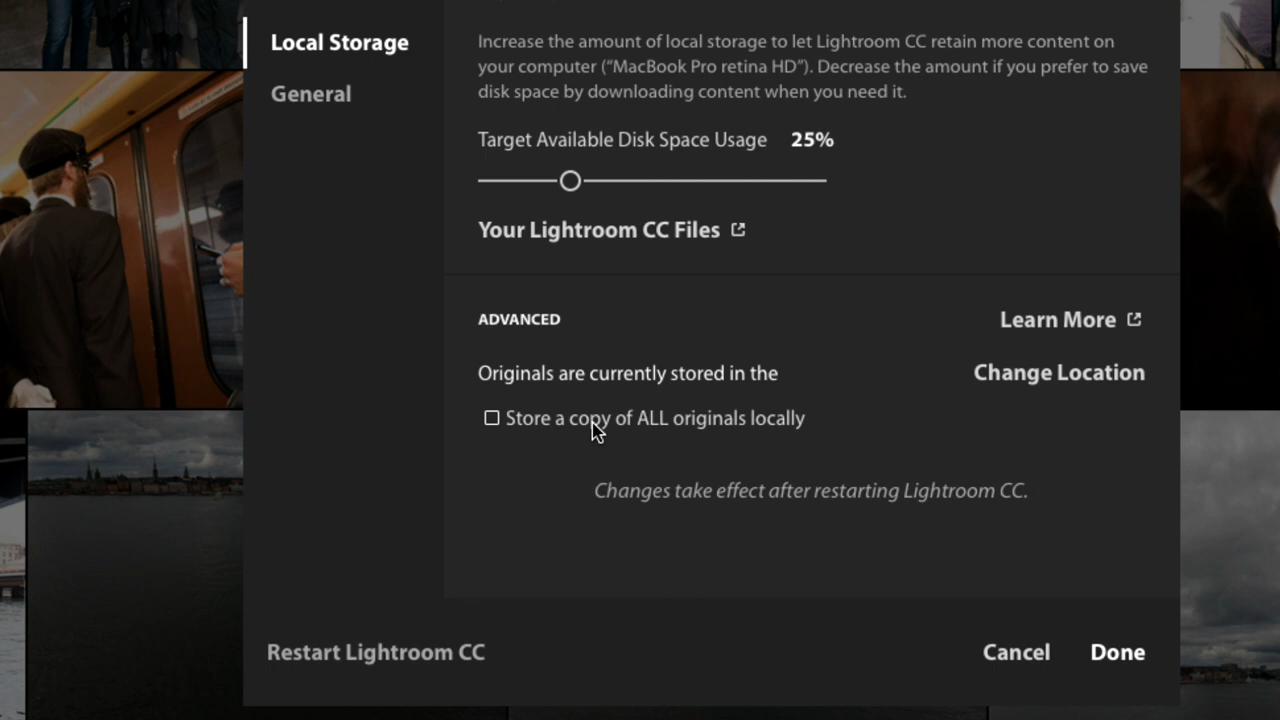 Local Storage
General
Increase the amount of local storage to let Lightroom CC retain more content on
your computer (“MacBook Pro retina HD”). Decrease the amount if you prefer to save
disk space by downloading content when you need it.
Target Available Disk Space Usage 25%
Your Lightroom CC Files
ADVANCED
Learn More
Originals are currently stored in the
Change Location
Store a copy of ALL originals locally
Changes take effect after restarting Lightroom CC.
Restart Lightroom CC
Cancel
Done